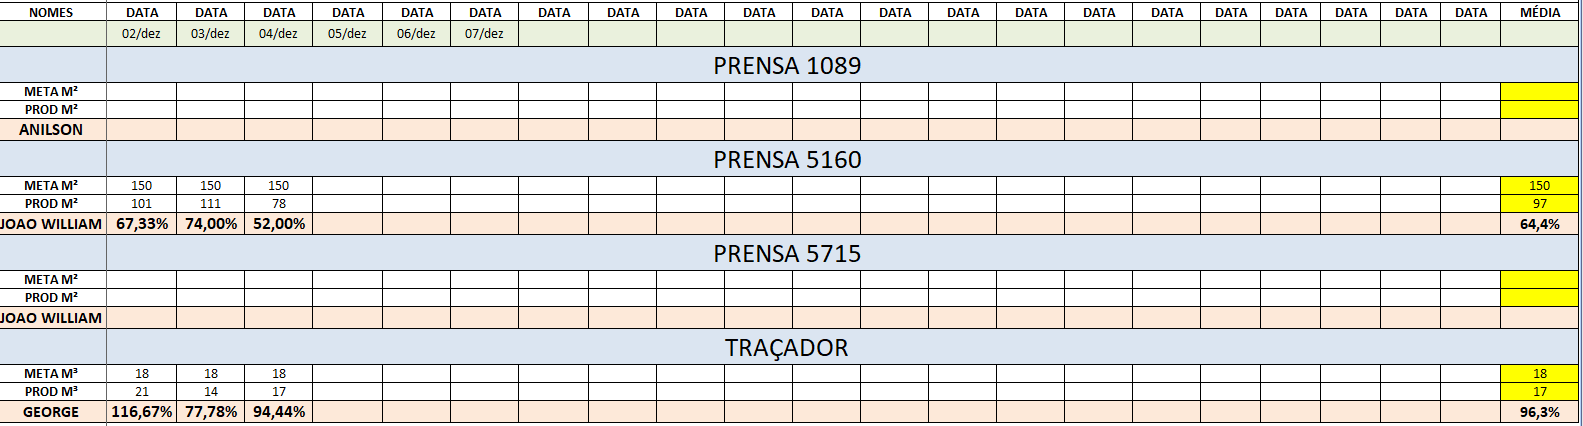 NOMES DATA DATA DATA DATA DATA DATA DATA DATA DATA DATA DATA DATA DATA DATA DATA DATA DATA DATA DATA DATA MÉDIA
02/dez 03/dez 04/dez 05/dez 06/dez 07/dez
PRENSA 1089
META M²
PROD M²
ANILSON
PRENSA 5160
META M² 150 150 150 150
PROD M² 101 111 78 97
JOAO WILLIAM 67,33% 74,00% 52,00% 64,4%
PRENSA 5715
META M²
PROD M²
JOAO WILLIAM
TRAÇADOR
META M³ 18 18 18 18
PROD M³ 21 14 17 17
GEORGE 116,67% 77,78% 94,44% 96,3%